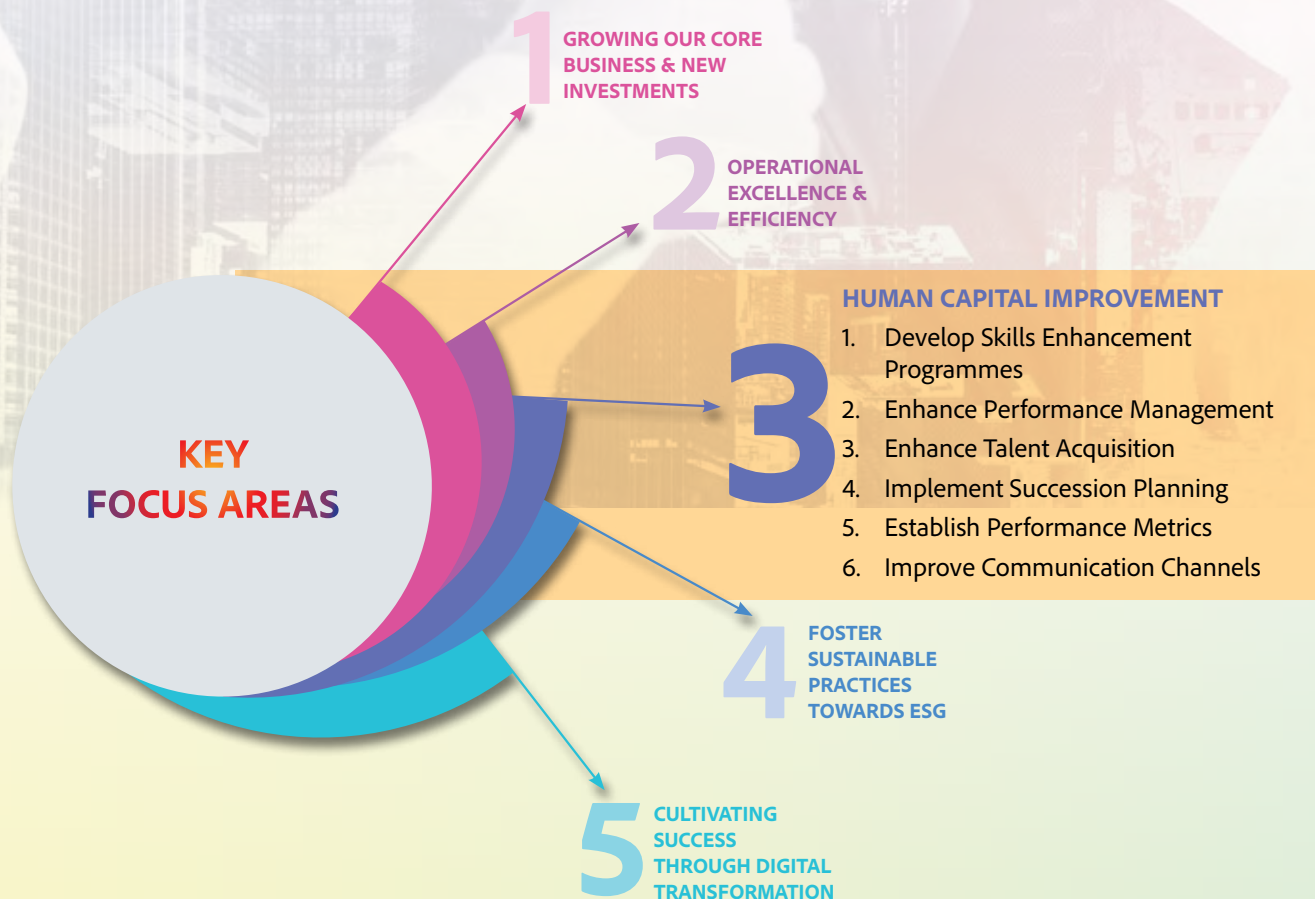 1
GROWING OUR CORE
BUSINESS & NEW
INVESTMENTS
2
OPERATIONAL
EXCELLENCE &
EFFICIENCY
KEY
FOCUS AREAS
3
HUMAN CAPITAL IMPROVEMENT
1. Develop Skills Enhancement
Programmes
2. Enhance Performance Management
3. Enhance Talent Acquisition
4. Implement Succession Planning
5. Establish Performance Metrics
6. Improve Communication Channels
4
FOSTER
SUSTAINABLE
PRACTICES
TOWARDS ESG
5
CULTIVATING
SUCCESS
THROUGH DIGITAL
TRANSFORMATION